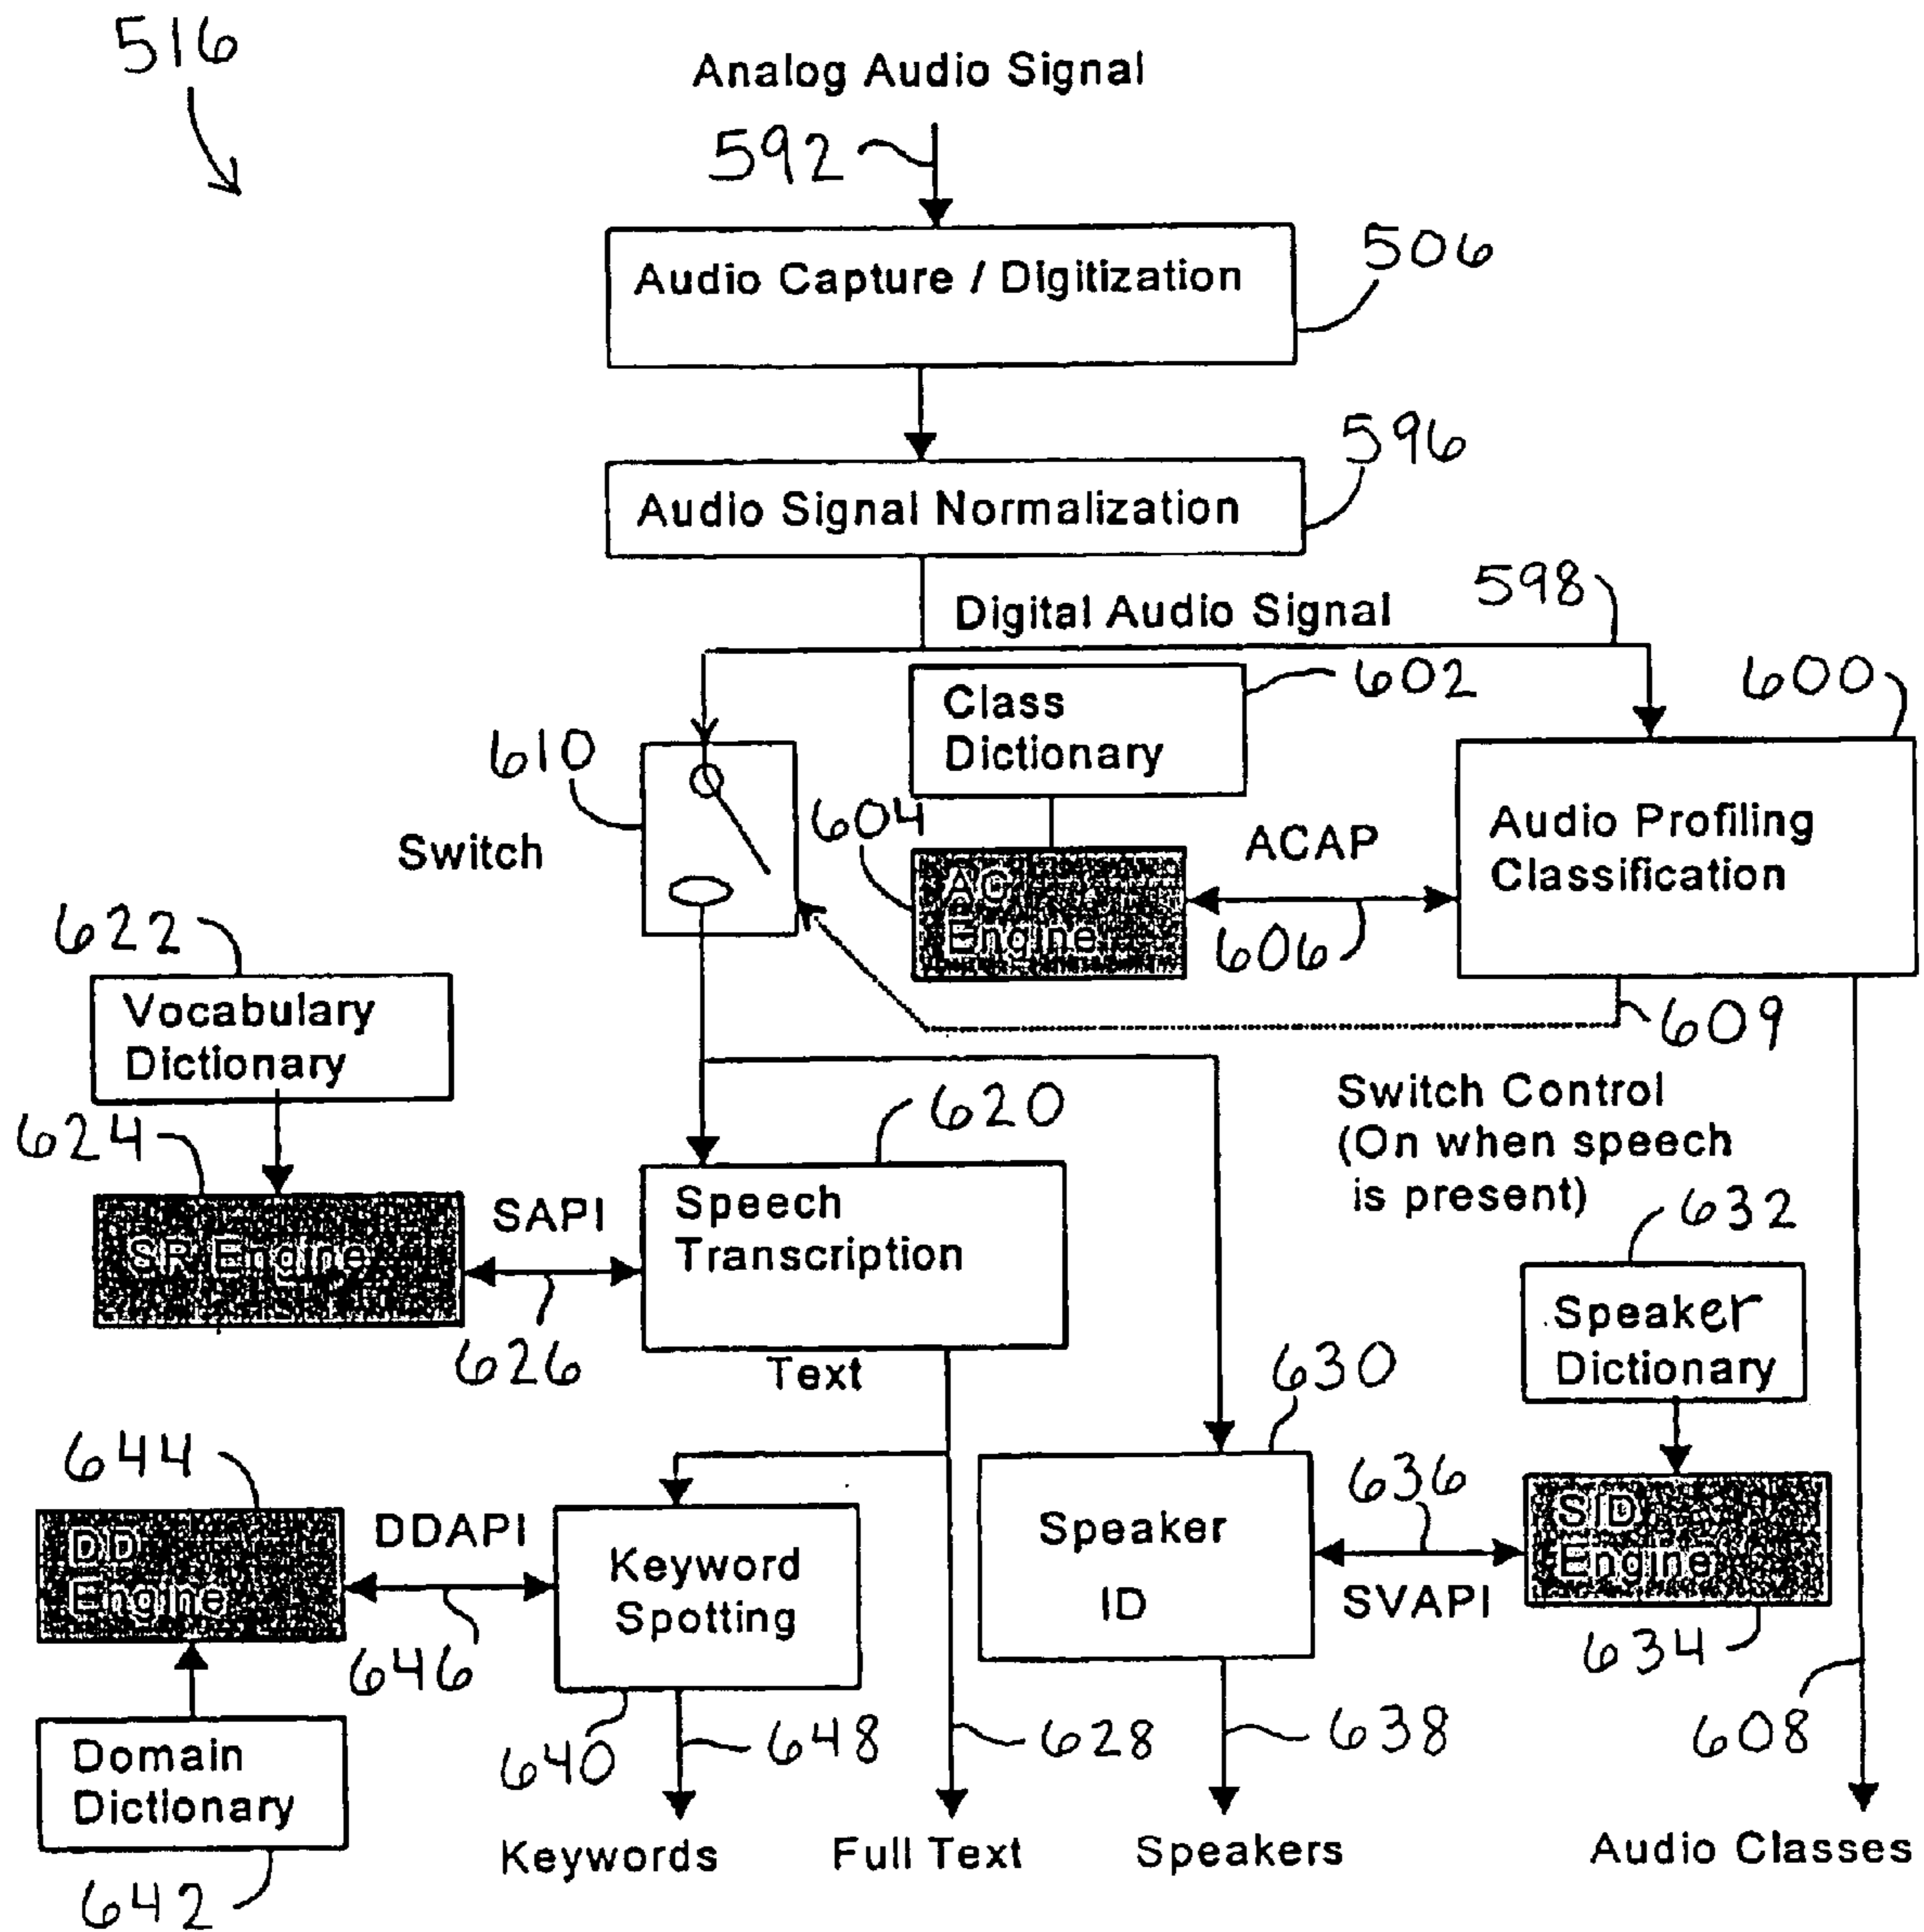 516
Analog Audio Signal
592
Audio Capture / Digitization
506
Audio Signal Normalization
596
Digital Audio Signal
598
Class
Dictionary
602
600
610
Switch
604
AC
Engine
ACAP
606
Audio Profiling
Classification
609
622
Vocabulary
Dictionary
Switch Control
(On when speech
is present)
624
SR Engine
SAPI
626
620
Speech
Transcription
Text
632
Speaker
Dictionary
630
644
DD
Engine
DDAPI
646
Keyword
Spotting
Speaker
ID
636
SVAPI
SID
Engine
634
640
648
628
638
608
Domain
Dictionary
642
Keywords
Full Text
Speakers
Audio Classes